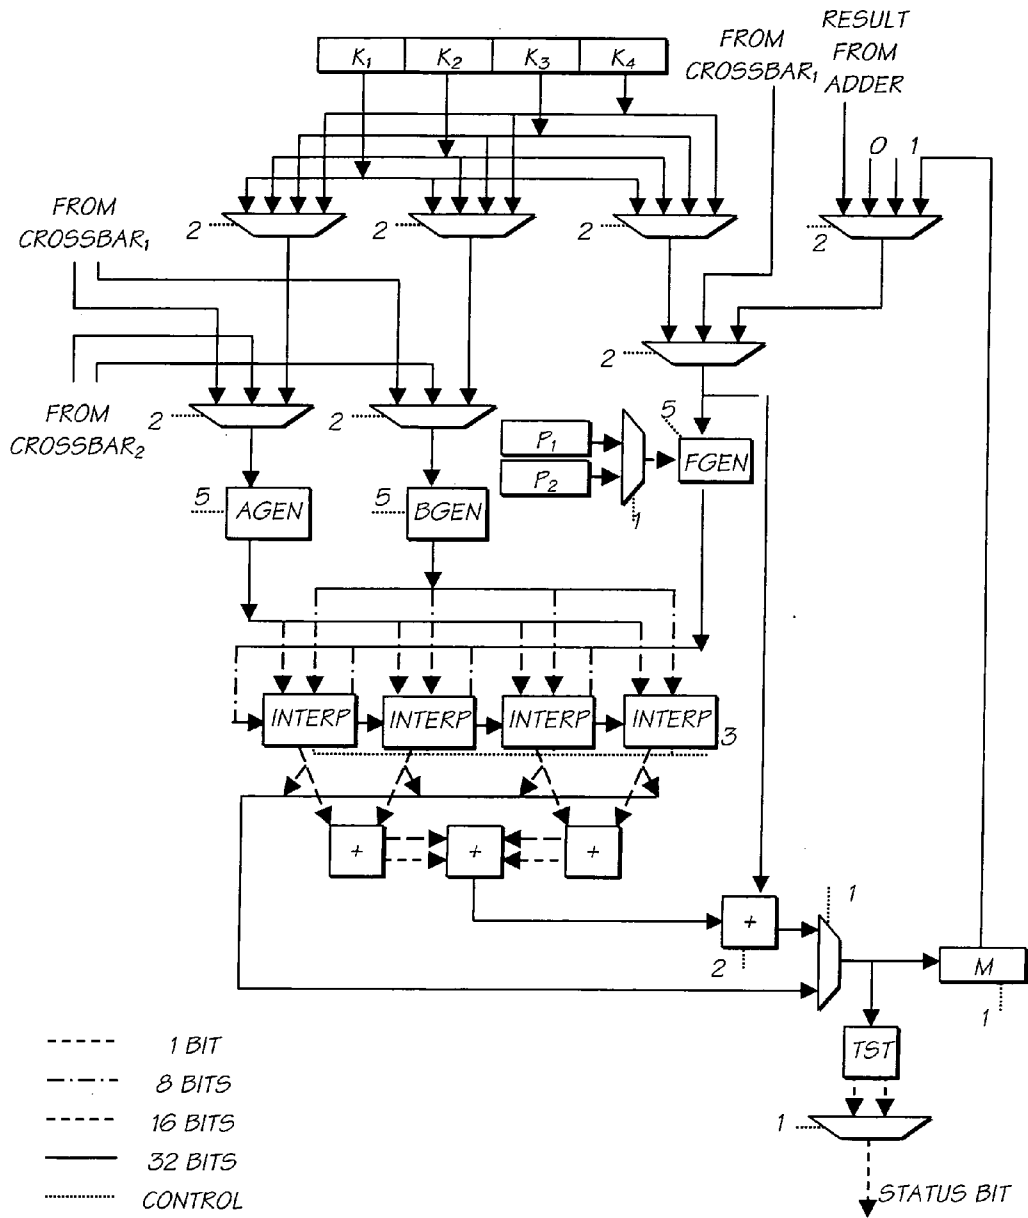 RESULT
FROM
ADDER
FROM
CROSSBAR1
K1 K2 K3 K4
0 1
FROM
CROSSBAR1
2 2 2 2
2
FROM
CROSSBAR2
2 2
5
P1
P2
FGEN
1
5 AGEN 5 BGEN
INTERP INTERP INTERP INTERP 3
+ + +
1
+
2
M
1
TST
1
STATUS BIT
1 BIT
8 BITS
16 BITS
32 BITS
CONTROL